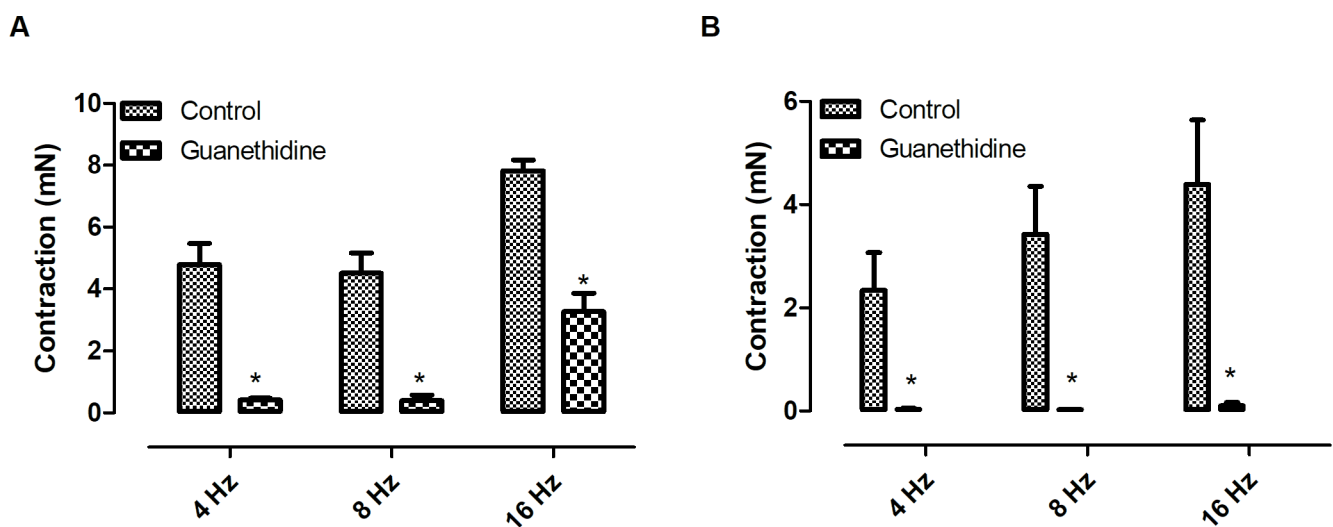 A
10
8
6
4
2
0
Contraction (mN)
Control
Guanethidine
*
*
*
4 Hz
8 Hz
16 Hz
B
6
4
2
0
Contraction (mN)
Control
Guanethidine
*
*
*
4 Hz
8 Hz
16 Hz